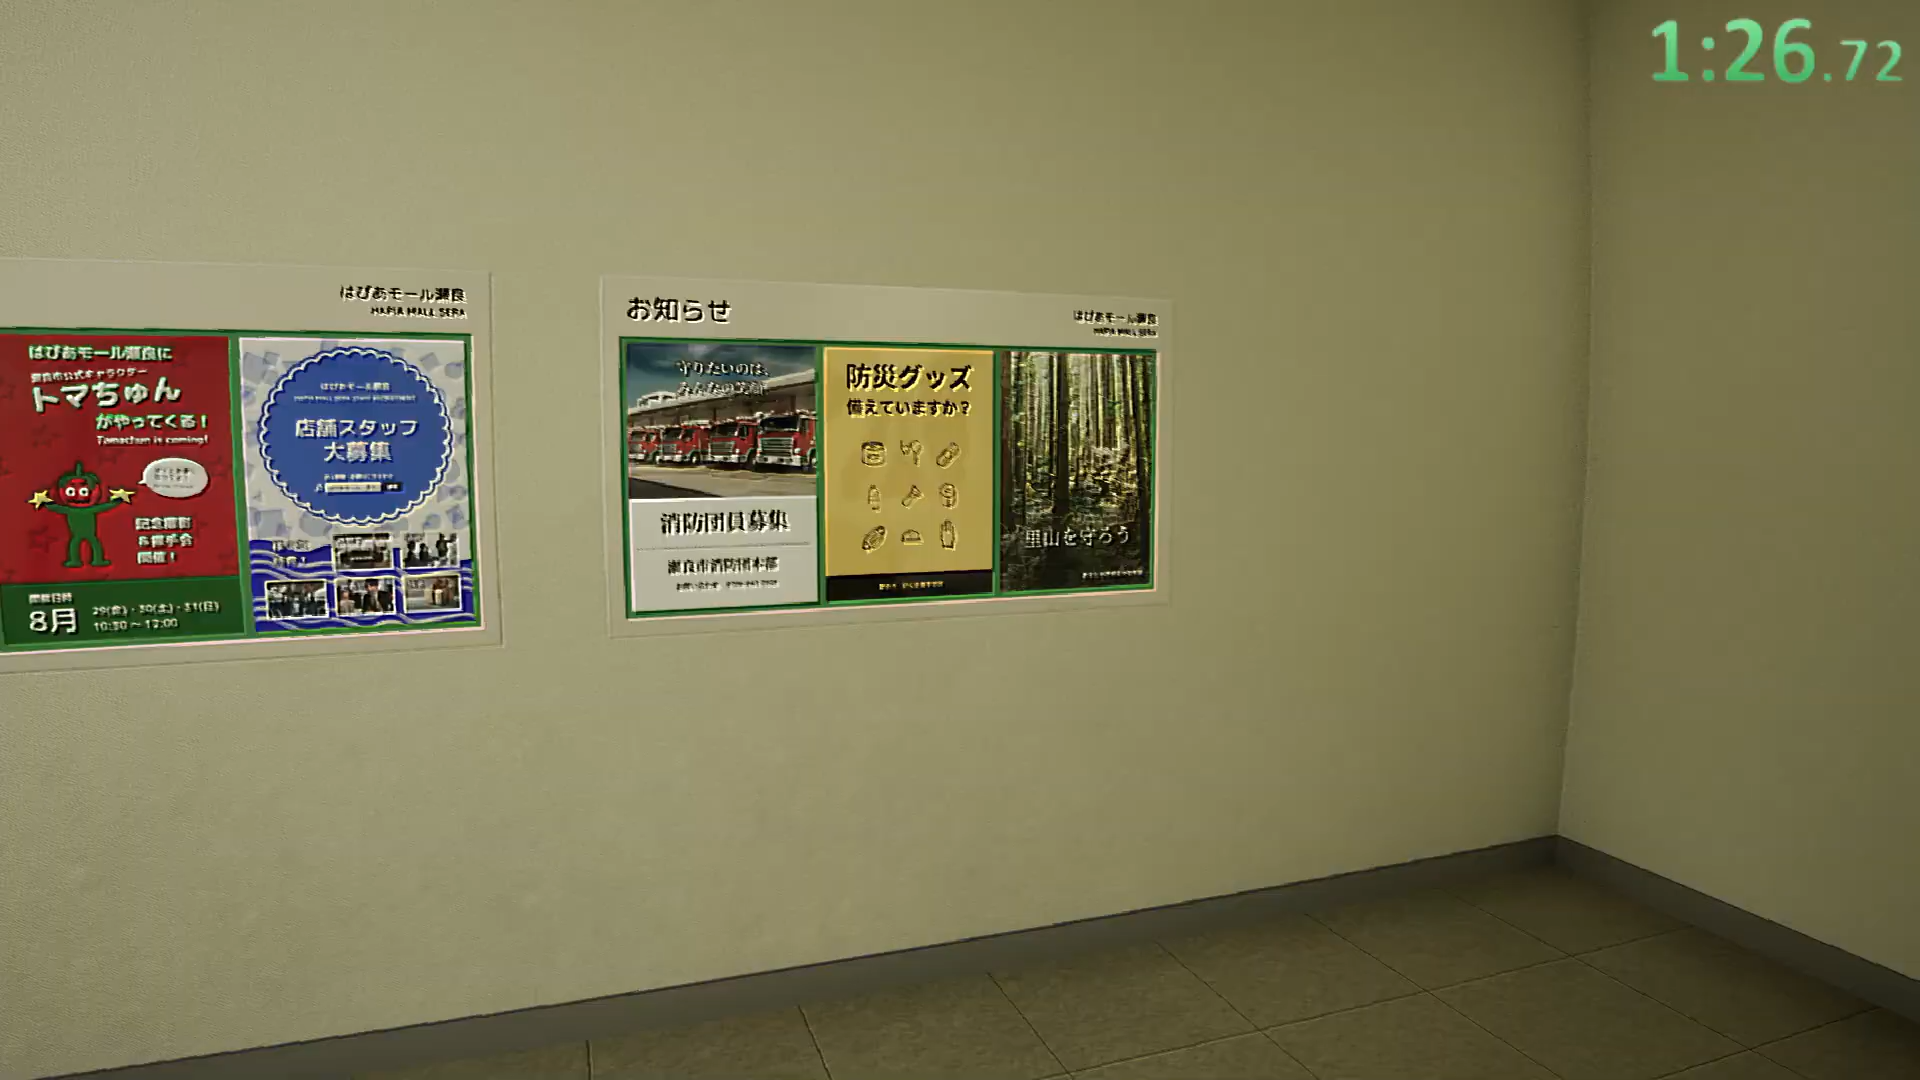 1:26.72
はぴあモール瀬良
HAPIA MALL SERA
はぴあモール瀬良に
瀬良市公式キャラクター
トマちゅん
がやってくる！
Tomachun is coming!
記念撮影
&握手会
開催！
開催日時
8月
29(金)・30(土)・31(日)
はぴあモール瀬良
HAPIA MALL SERA STAFF RECRUITMENT
店舗スタッフ
大募集
お知らせ
はぴあモール瀬良
HAPIA MALL SERA
守りたいのは、
みんなの笑顔
消防団員募集
瀬良市消防団本部
防災グッズ
備えていますか？
里山を守ろう